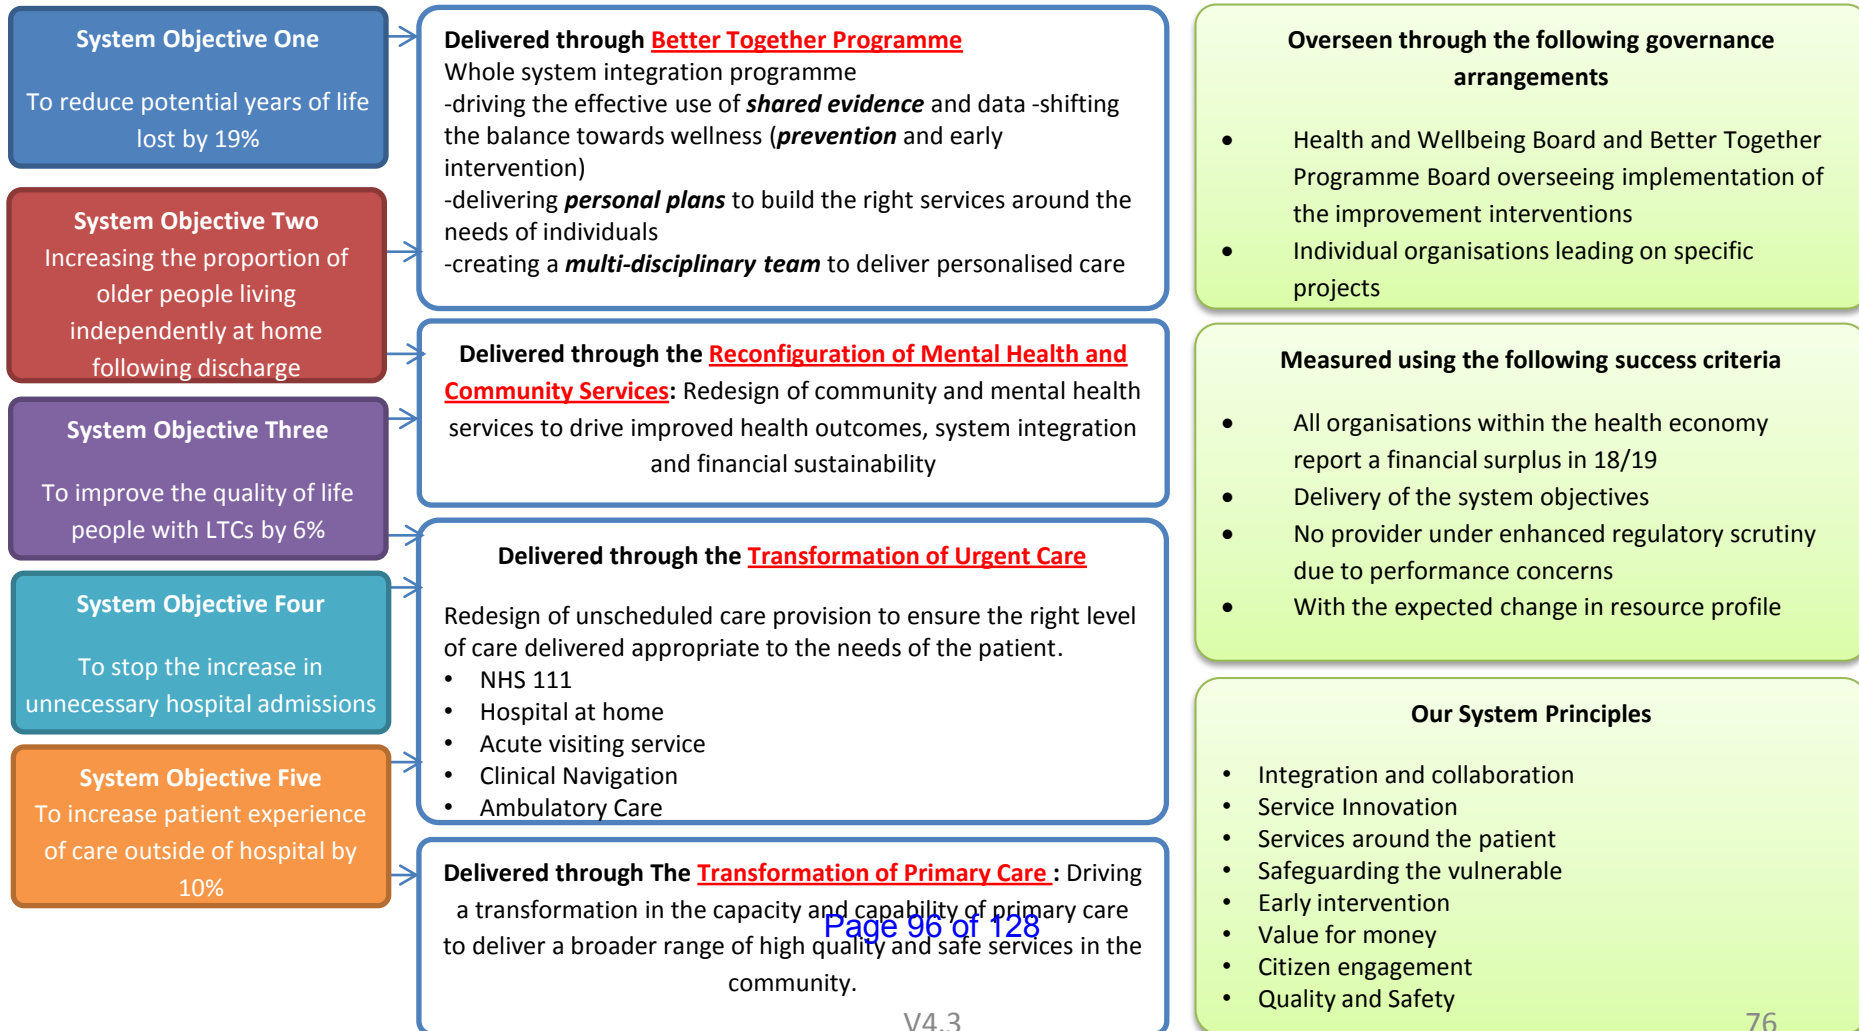 System Objective One
To reduce potential years of life
lost by 19%
System Objective Two
Increasing the proportion of
older people living
independently at home
following discharge
System Objective Three
To improve the quality of life
people with LTCs by 6%
System Objective Four
To stop the increase in
unnecessary hospital admissions
System Objective Five
To increase patient experience
of care outside of hospital by
10%
Delivered through Better Together Programme
Whole system integration programme
-driving the effective use of shared evidence and data -shifting
the balance towards wellness (prevention and early
intervention)
-delivering personal plans to build the right services around the
needs of individuals
-creating a multi-disciplinary team to deliver personalised care
Delivered through the Reconfiguration of Mental Health and
Community Services: Redesign of community and mental health
services to drive improved health outcomes, system integration
and financial sustainability
Delivered through the Transformation of Urgent Care
Redesign of unscheduled care provision to ensure the right level
of care delivered appropriate to the needs of the patient.
• NHS 111
• Hospital at home
• Acute visiting service
• Clinical Navigation
• Ambulatory Care
Delivered through The Transformation of Primary Care : Driving
a transformation in the capacity and capability of primary care
to deliver a broader range of high quality and safe services in the
community.
Page 96 of 128
V4.3
Overseen through the following governance
arrangements
• Health and Wellbeing Board and Better Together
Programme Board overseeing implementation of
the improvement interventions
• Individual organisations leading on specific
projects
Measured using the following success criteria
• All organisations within the health economy
report a financial surplus in 18/19
• Delivery of the system objectives
• No provider under enhanced regulatory scrutiny
due to performance concerns
• With the expected change in resource profile
Our System Principles
• Integration and collaboration
• Service Innovation
• Services around the patient
• Safeguarding the vulnerable
• Early intervention
• Value for money
• Citizen engagement
• Quality and Safety
76